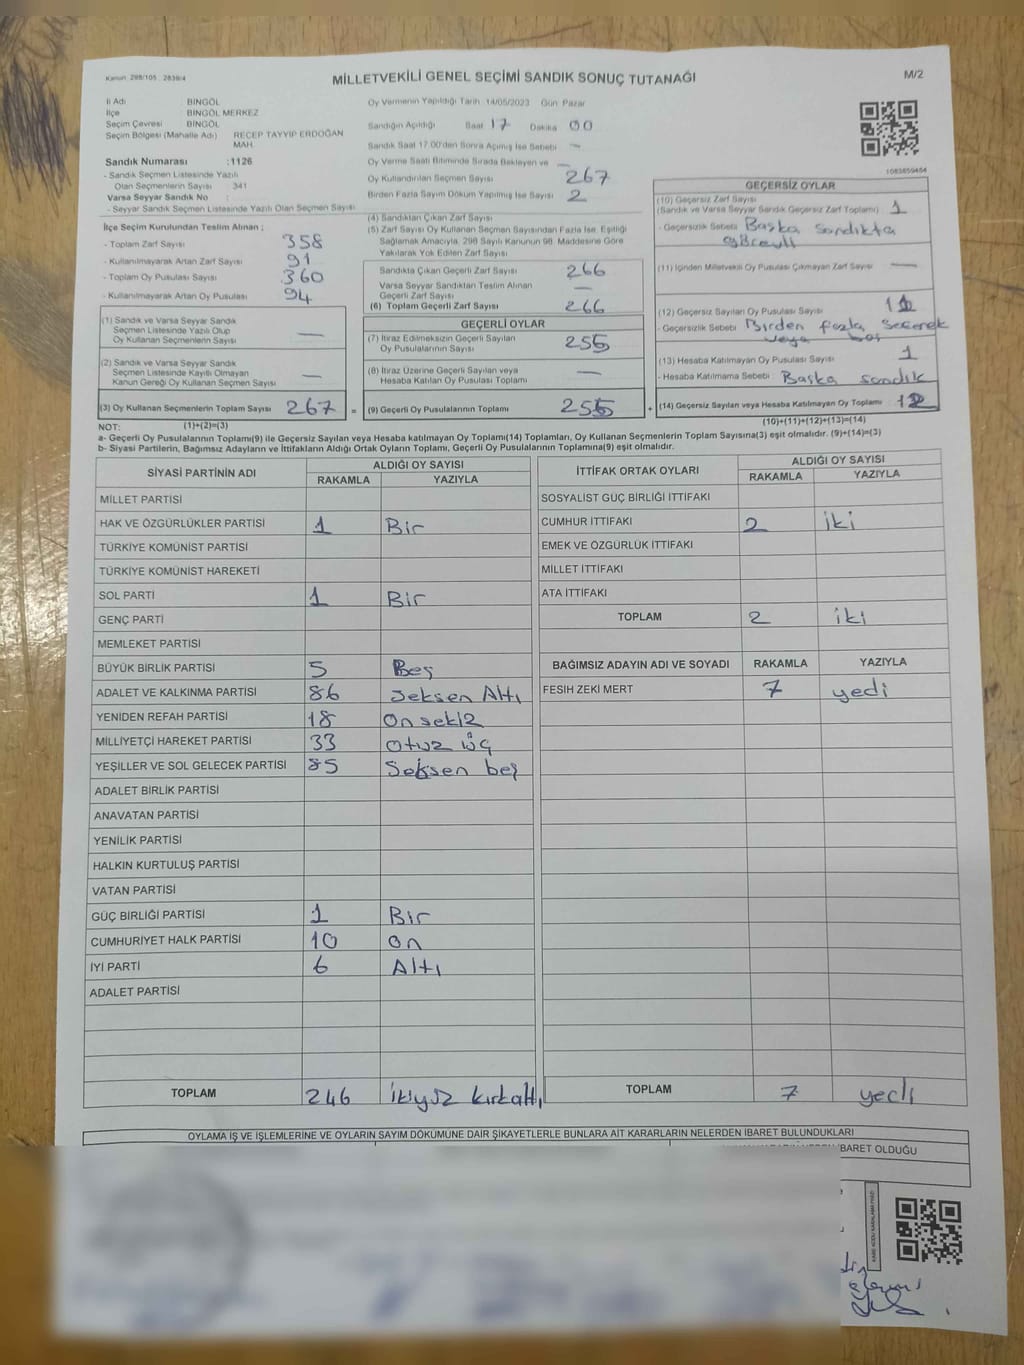 Kanun: 298/105 , 2839/4
MİLLETVEKİLİ GENEL SEÇİMİ SANDIK SONUÇ TUTANAĞI
M/2
İl Adı BİNGÖL
İlçe BİNGÖL MERKEZ
Seçim Çevresi BİNGÖL
Seçim Bölgesi (Mahalle Adı) RECEP TAYYIP ERDOĞAN MAH.
Sandık Numarası :1126
- Sandık Seçmen Listesinde Yazılı
Olan Seçmenlerin Sayısı 341
Varsa Seyyar Sandık No :
- Seyyar Sandık Seçmen Listesinde Yazılı Olan Seçmen Sayısı
Oy Vermenin Yapıldığı Tarih 14/05/2023 Gün Pazar
Sandığın Açıldığı Saat 17 Dakika 00
Sandık Saat 17:00'den Sonra Açılmış İse Sebebi —
Oy Verme Saati Bitiminde Sırada Bekleyen ve —
Oy Kullandırılan Seçmen Sayısı 267
Birden Fazla Sayım Döküm Yapılmış İse Sayısı 2
1083859484
İlçe Seçim Kurulundan Teslim Alınan ;
- Toplam Zarf Sayısı 358
- Kullanılmayarak Artan Zarf Sayısı 91
- Toplam Oy Pusulası Sayısı 360
- Kullanılmayarak Artan Oy Pusulası 94
(4) Sandıktan Çıkan Zarf Sayısı
(5) Zarf Sayısı Oy Kullanan Seçmen Sayısından Fazla İse, Eşitliği
Sağlamak Amacıyla, 298 Sayılı Kanunun 98. Maddesine Göre
Yakılarak Yok Edilen Zarf Sayısı
Sandıkta Çıkan Geçerli Zarf Sayısı 266
Varsa Seyyar Sandıktan Teslim Alınan
Geçerli Zarf Sayısı —
(6) Toplam Geçerli Zarf Sayısı 266
GEÇERSİZ OYLAR
(10) Geçersiz Zarf Sayısı
(Sandık ve Varsa Seyyar Sandık Geçersiz Zarf Toplamı) 1
- Geçersizlik Sebebi Başka sandıkta
görevli
(11) İçinden Milletvekili Oy Pusulası Çıkmayan Zarf Sayısı —
(12) Geçersiz Sayılan Oy Pusulası Sayısı
- Geçersizlik Sebebi Birden fazla seçerek
veya boş
(13) Hesaba Katılmayan Oy Pusulası Sayısı 1
- Hesaba Katılmama Sebebi Başka sandık
(14) Geçersiz Sayılan veya Hesaba Katılmayan Oy Toplamı 12
(10)+(11)+(12)+(13)=(14)
(1) Sandık ve Varsa Seyyar Sandık
Seçmen Listesinde Yazılı Olup
Oy Kullanan Seçmenlerin Sayısı —
(2) Sandık ve Varsa Seyyar Sandık
Seçmen Listesinde Kayıtlı Olmayan
Kanun Gereği Oy Kullanan Seçmen Sayısı —
(3) Oy Kullanan Seçmenlerin Toplam Sayısı 267 =
GEÇERLİ OYLAR
(7) İtiraz Edilmeksizin Geçerli Sayılan
Oy Pusulalarının Sayısı 255
(8) İtiraz Üzerine Geçerli Sayılan veya
Hesaba Katılan Oy Pusulası Toplamı —
(9) Geçerli Oy Pusulalarının Toplamı 255 +
NOT: (1)+(2)=(3)
a- Geçerli Oy Pusulalarının Toplamı(9) ile Geçersiz Sayılan veya Hesaba katılmayan Oy Toplamı(14) Toplamları, Oy Kullanan Seçmenlerin Toplam Sayısına(3) eşit olmalıdır. (9)+(14)=(3)
b- Siyasi Partilerin, Bağımsız Adayların ve İttifakların Aldığı Ortak Oyların Toplamı, Geçerli Oy Pusulalarının Toplamına(9) eşit olmalıdır.
SİYASİ PARTİNİN ADI ALDIĞI OY SAYISI
RAKAMLA YAZIYLA
MİLLET PARTİSİ
HAK VE ÖZGÜRLÜKLER PARTİSİ 1 Bir
TÜRKİYE KOMÜNİST PARTİSİ
TÜRKİYE KOMÜNİST HAREKETİ
SOL PARTİ 1 Bir
GENÇ PARTİ
MEMLEKET PARTİSİ
BÜYÜK BİRLİK PARTİSİ 5 Beş
ADALET VE KALKINMA PARTİSİ 86 Seksen Altı
YENİDEN REFAH PARTİSİ 18 On sekiz
MİLLİYETÇİ HAREKET PARTİSİ 33 Otuz üç
YEŞİLLER VE SOL GELECEK PARTİSİ 85 Seksen beş
ADALET BİRLİK PARTİSİ
ANAVATAN PARTİSİ
YENİLİK PARTİSİ
HALKIN KURTULUŞ PARTİSİ
VATAN PARTİSİ
GÜÇ BİRLİĞİ PARTİSİ 1 Bir
CUMHURİYET HALK PARTİSİ 10 On
İYİ PARTİ 6 Altı
ADALET PARTİSİ
TOPLAM 246 ikiyüz kırkaltı
İTTİFAK ORTAK OYLARI ALDIĞI OY SAYISI
RAKAMLA YAZIYLA
SOSYALİST GÜÇ BİRLİĞİ İTTİFAKI
CUMHUR İTTİFAKI 2 iki
EMEK VE ÖZGÜRLÜK İTTİFAKI
MİLLET İTTİFAKI
ATA İTTİFAKI
TOPLAM 2 iki
BAĞIMSIZ ADAYIN ADI VE SOYADI RAKAMLA YAZIYLA
FESİH ZEKİ MERT 7 yedi
TOPLAM 7 yedi
OYLAMA İŞ VE İŞLEMLERİNE VE OYLARIN SAYIM DÖKÜMÜNE DAİR ŞİKAYETLERLE BUNLARA AİT KARARLARIN NELERDEN İBARET BULUNDUKLARI
BARET OLDUĞU